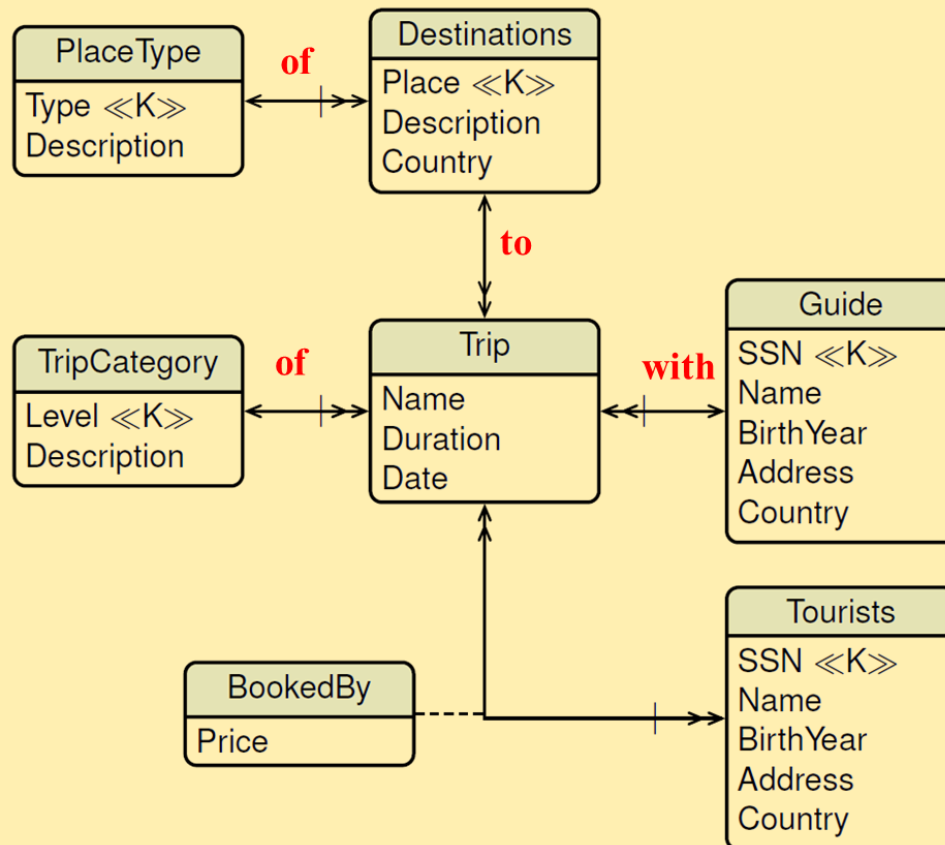 PlaceType
Type ≪K≫
Description
of
Destinations
Place ≪K≫
Description
Country
to
TripCategory
Level ≪K≫
Description
of
Trip
Name
Duration
Date
with
Guide
SSN ≪K≫
Name
BirthYear
Address
Country
BookedBy
Price
Tourists
SSN ≪K≫
Name
BirthYear
Address
Country